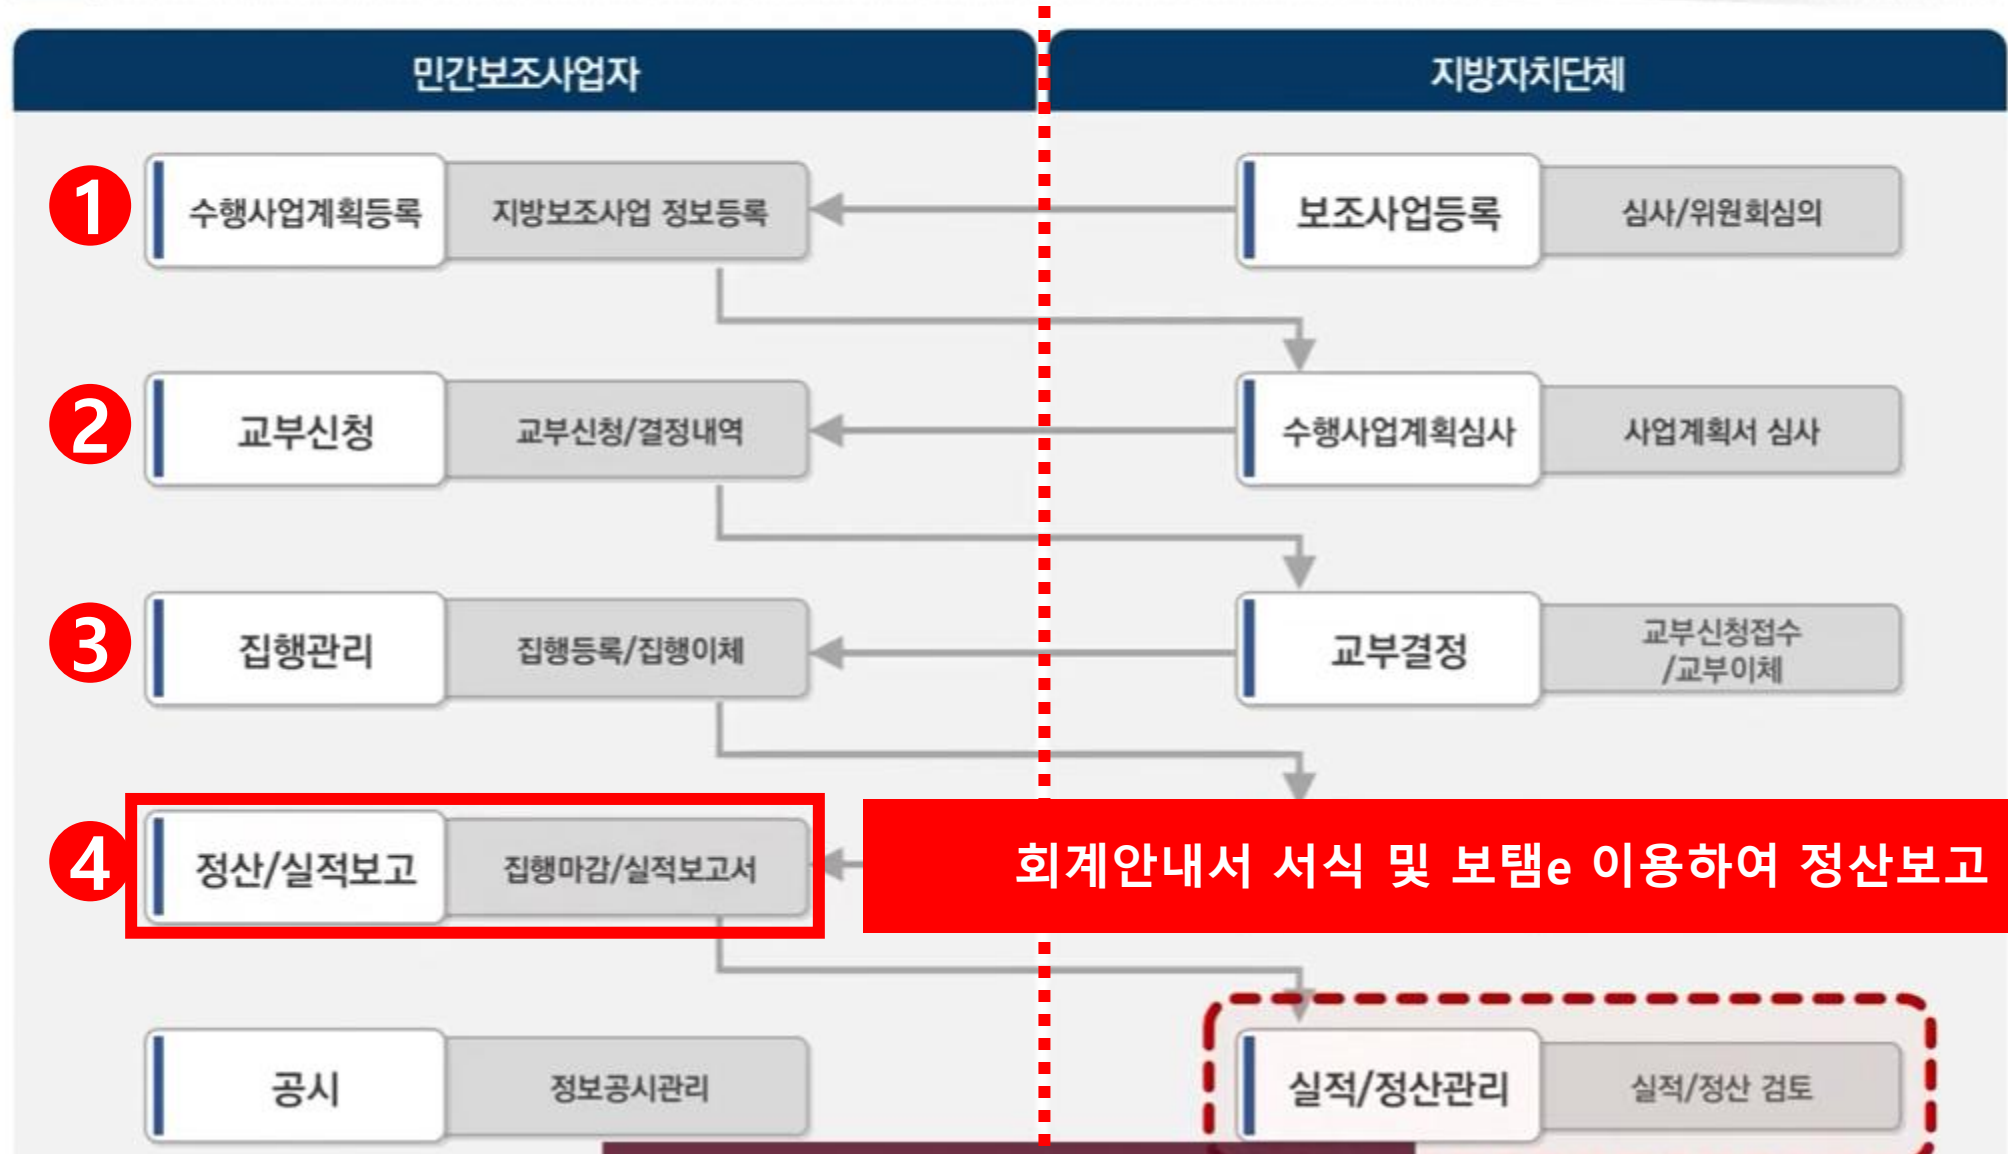 민간보조사업자
지방자치단체
1
수행사업계획등록
지방보조사업 정보등록
보조사업등록
심사/위원회심의
2
교부신청
교부신청/결정내역
수행사업계획심사
사업계획서 심사
3
집행관리
집행등록/집행이체
교부결정
교부신청접수
/교부이체
4
정산/실적보고
집행마감/실적보고서
회계안내서 서식 및 보탬e 이용하여 정산보고
공시
정보공시관리
실적/정산관리
실적/정산 검토